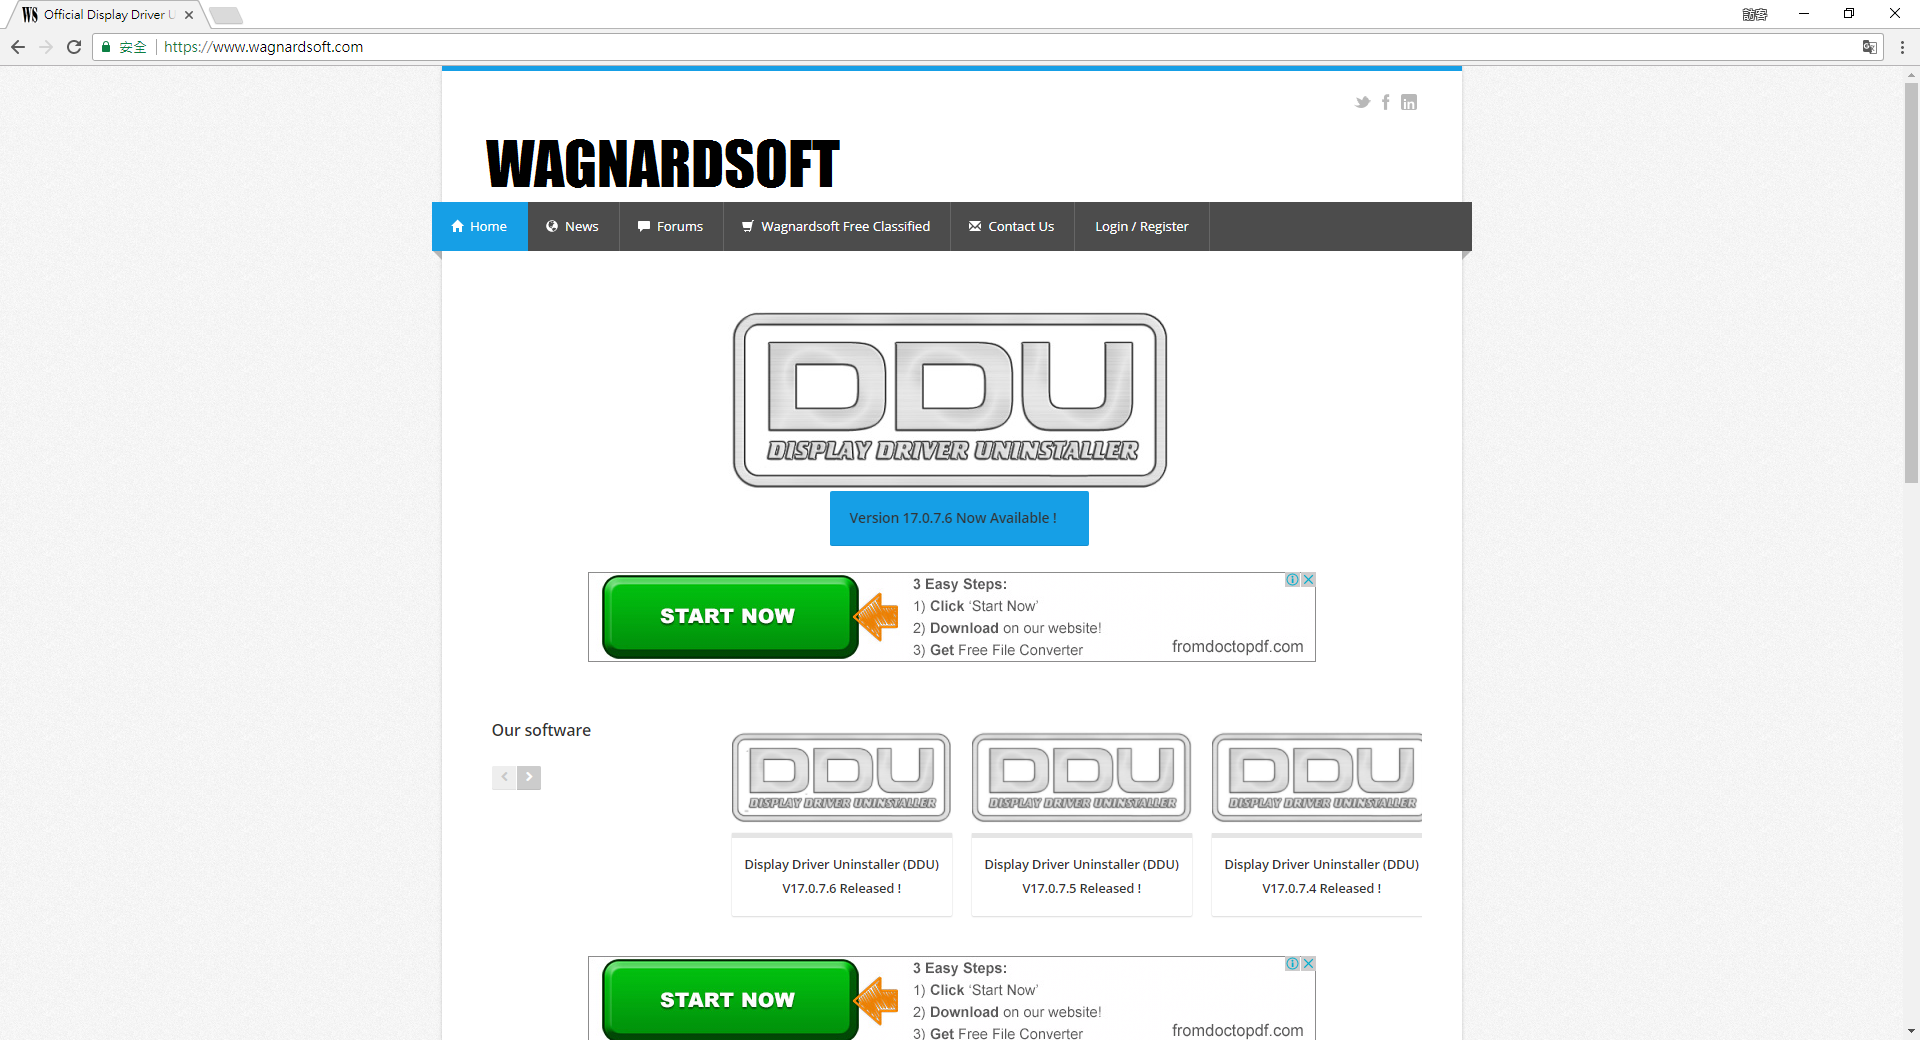 WS Official Display Driver U
訪客
安全 https://www.wagnardsoft.com
WAGNARDSOFT
Home News Forums Wagnardsoft Free Classified Contact Us Login / Register
DDU
DISPLAY DRIVER UNINSTALLER
Version 17.0.7.6 Now Available !
START NOW
3 Easy Steps:
1) Click ‘Start Now’
2) Download on our website!
3) Get Free File Converter
fromdoctopdf.com
Our software
DDU
DISPLAY DRIVER UNINSTALLER
Display Driver Uninstaller (DDU)
V17.0.7.6 Released !
DDU
DISPLAY DRIVER UNINSTALLER
Display Driver Uninstaller (DDU)
V17.0.7.5 Released !
DDU
DISPLAY DRIVER UNINSTALLER
Display Driver Uninstaller (DDU)
V17.0.7.4 Released !
START NOW
3 Easy Steps:
1) Click ‘Start Now’
2) Download on our website!
3) Get Free File Converter
fromdoctopdf.com